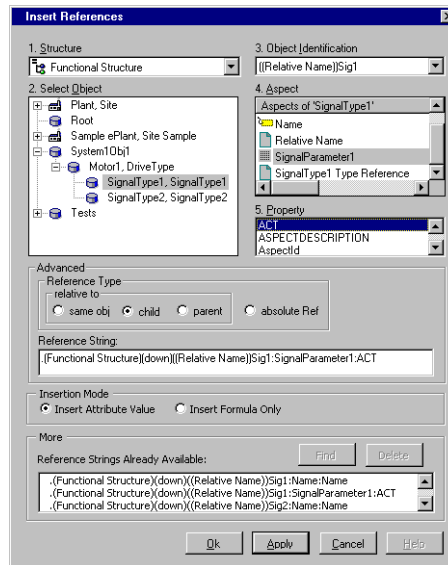 Insert References
1. Structure
Functional Structure
3. Object Identification
((Relative Name))Sig1
2. Select Object
Plant, Site
Root
Sample ePlant, Site Sample
System1Obj1
Motor1, DriveType
SignalType1, SignalType1
SignalType2, SignalType2
Tests
4. Aspect
Aspects of 'SignalType1'
Name
Relative Name
SignalParameter1
SignalType1 Type Reference
5. Property
ACT
ASPECTDESCRIPTION
AspectId
Advanced
Reference Type
relative to
same obj child parent absolute Ref
Reference String:
.(Functional Structure)(down)((Relative Name))Sig1:SignalParameter1:ACT
Insertion Mode
Insert Attribute Value Insert Formula Only
More
Find Delete
Reference Strings Already Available:
.(Functional Structure)(down)((Relative Name))Sig1:Name:Name
.(Functional Structure)(down)((Relative Name))Sig1:SignalParameter1:ACT
.(Functional Structure)(down)((Relative Name))Sig2:Name:Name
Ok Apply Cancel Help